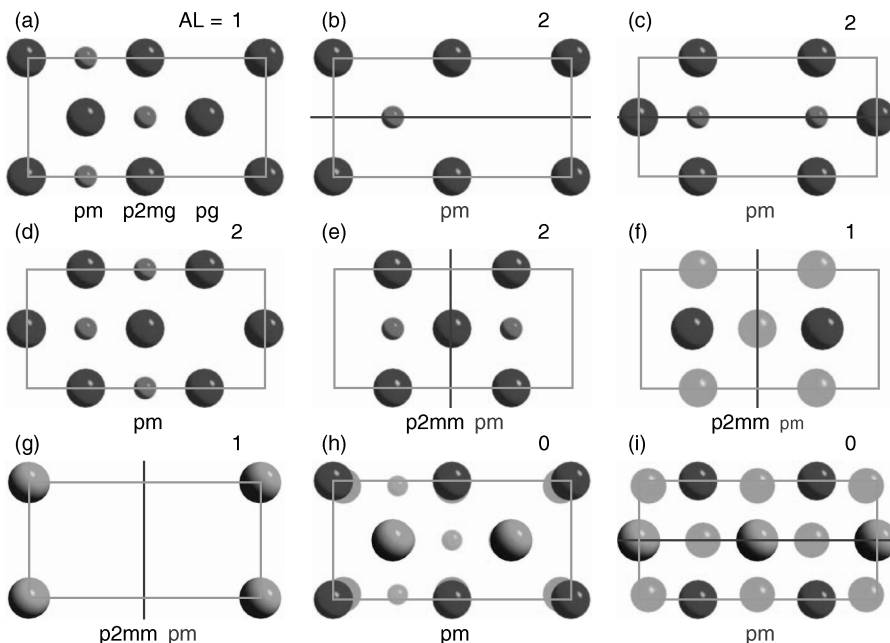 (a) AL = 1 (b) 2 (c) 2
pm p2mg pg pm pm
(d) 2 (e) 2 (f) 1
pm p2mm pm p2mm pm
(g) 1 (h) 0 (i) 0
p2mm pm pm pm